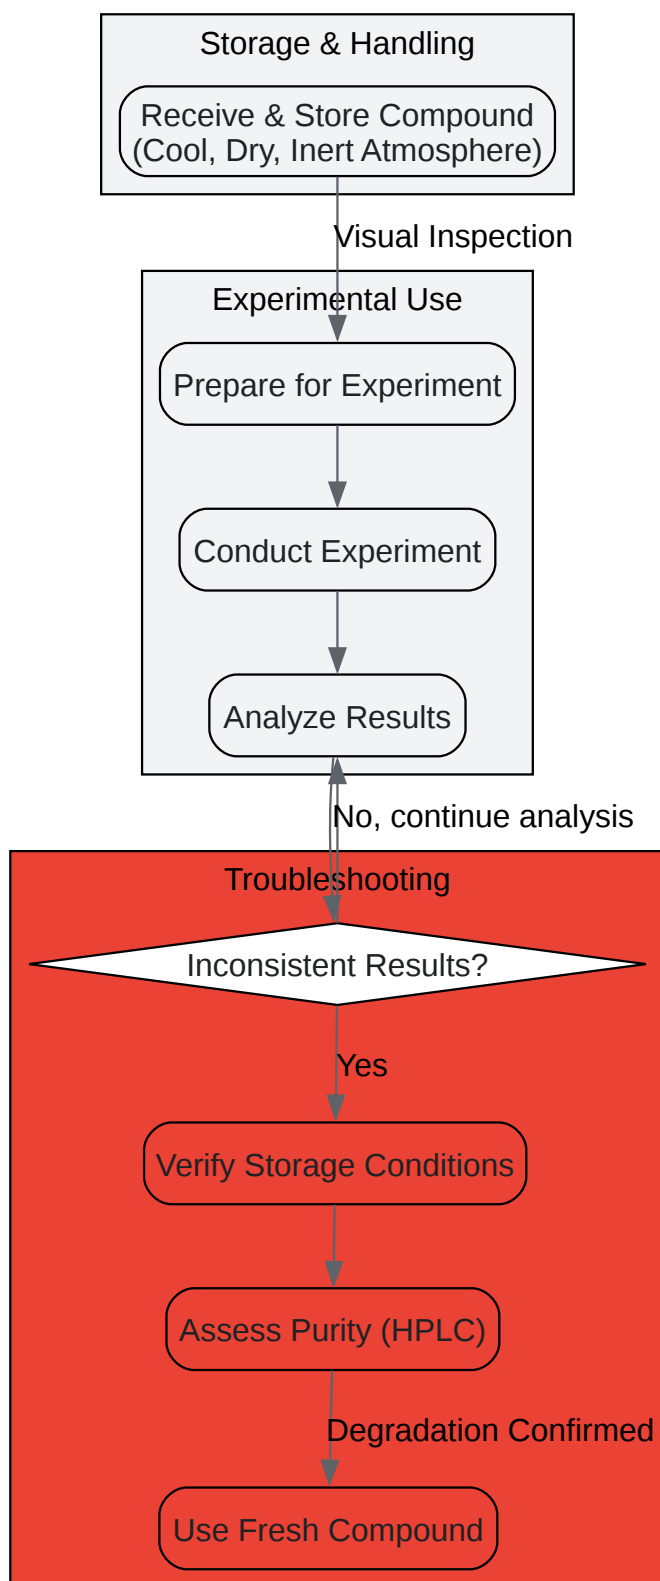 Storage & Handling
Receive & Store Compound
(Cool, Dry, Inert Atmosphere)
Visual Inspection
Experimental Use
Prepare for Experiment
Conduct Experiment
Analyze Results
No, continue analysis
Troubleshooting
Inconsistent Results?
Yes
Verify Storage Conditions
Assess Purity (HPLC)
Degradation Confirmed
Use Fresh Compound